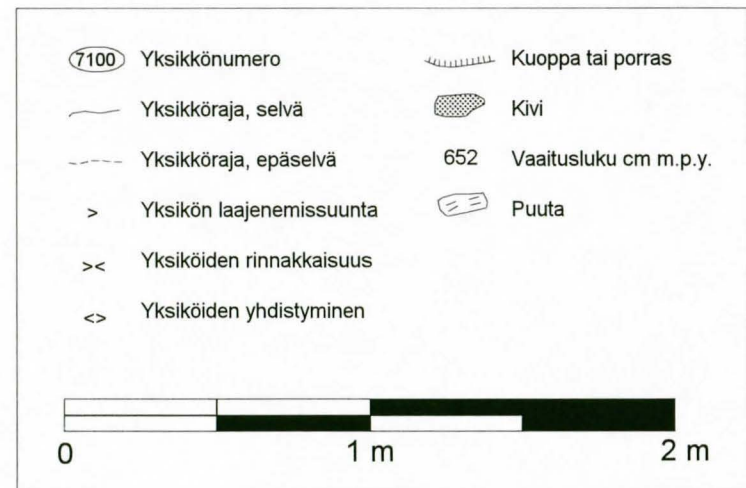 7100 Yksikkönumero
Yksikköraja, selvä
Yksikköraja, epäselvä
> Yksikön laajenemissuunta
>< Yksiköiden rinnakkaisuus
<> Yksiköiden yhdistyminen
Kuoppa tai porras
Kivi
652 Vaaitusluku cm m.p.y.
Puuta
0 1 m 2 m